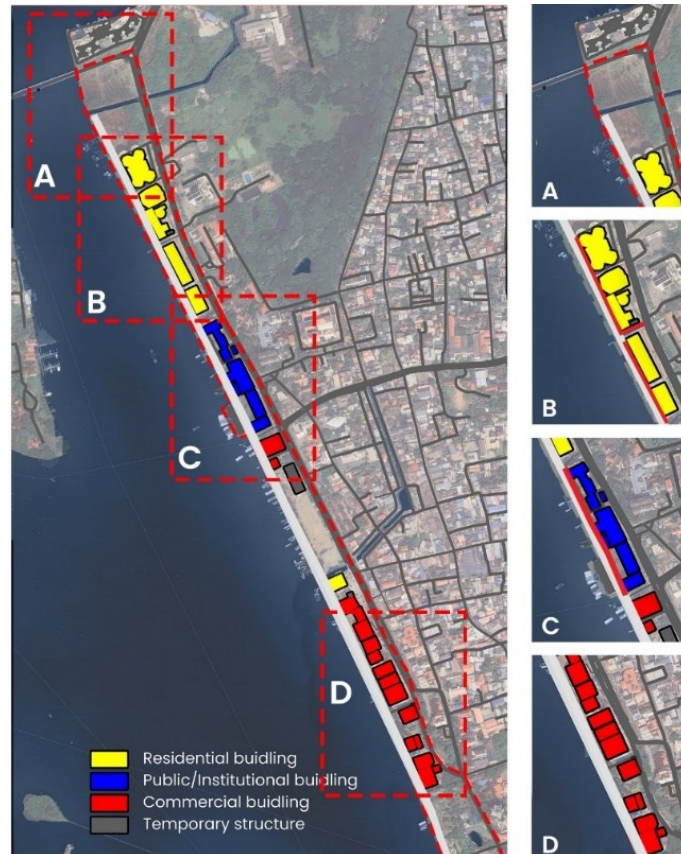 A
B
C
D
Residential buidling
Public/Institutional buidling
Commercial buidling
Temporary structure
A
B
C
D